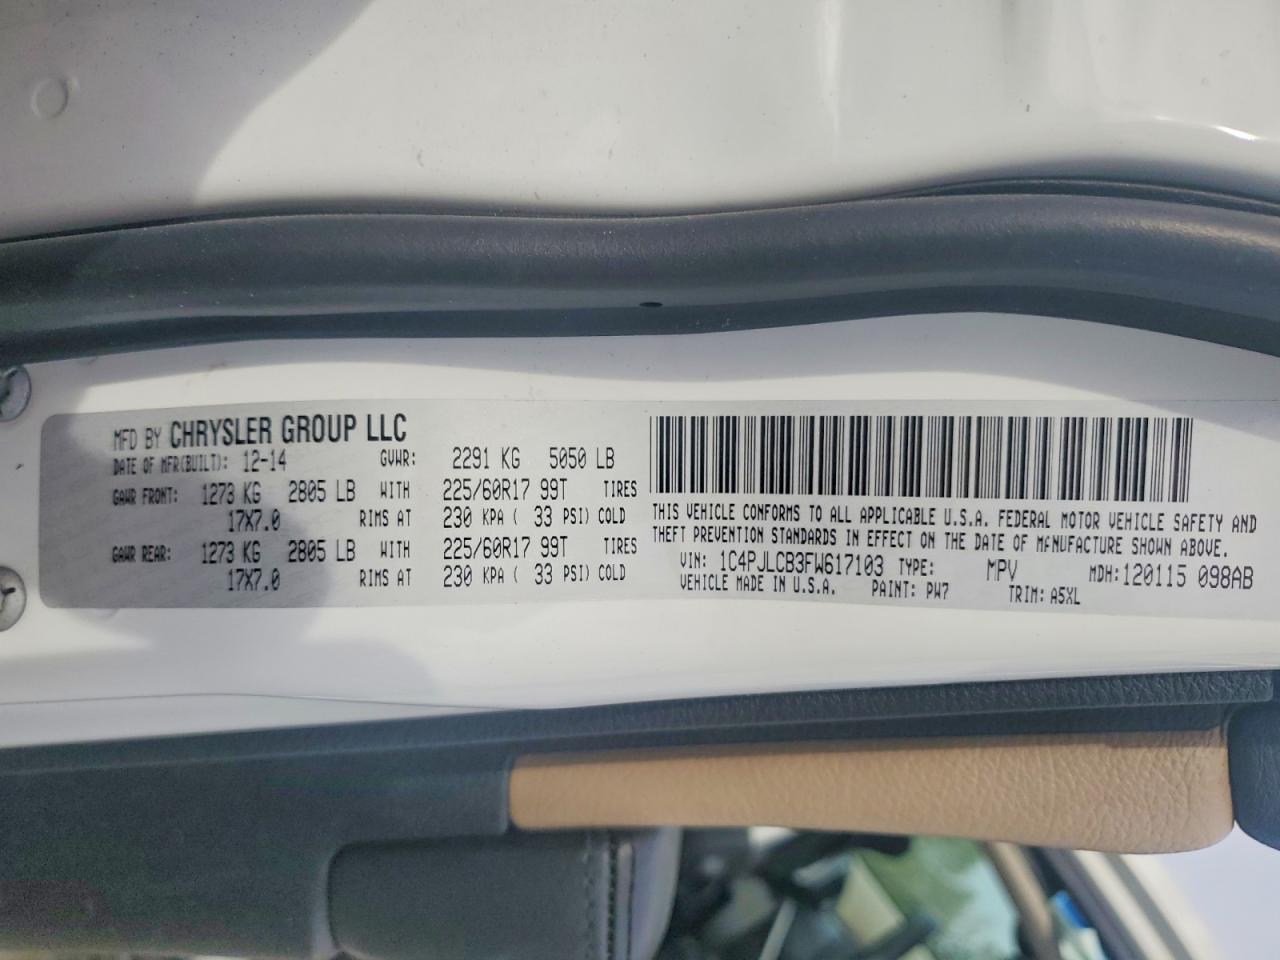 MFD BY CHRYSLER GROUP LLC
DATE OF MFR(BUILT): 12-14 GVWR: 2291 KG 5050 LB
GAWR FRONT: 1273 KG 2805 LB WITH 225/60R17 99T TIRES
17X7.0 RIMS AT 230 KPA ( 33 PSI) COLD
GAWR REAR: 1273 KG 2805 LB WITH 225/60R17 99T TIRES
17X7.0 RIMS AT 230 KPA ( 33 PSI) COLD
THIS VEHICLE CONFORMS TO ALL APPLICABLE U.S.A. FEDERAL MOTOR VEHICLE SAFETY AND
THEFT PREVENTION STANDARDS IN EFFECT ON THE DATE OF MANUFACTURE SHOWN ABOVE.
VIN: 1C4PJLCB3FW617103 TYPE: MPV MDH:120115 098AB
VEHICLE MADE IN U.S.A. PAINT: PW7 TRIM: A5XL